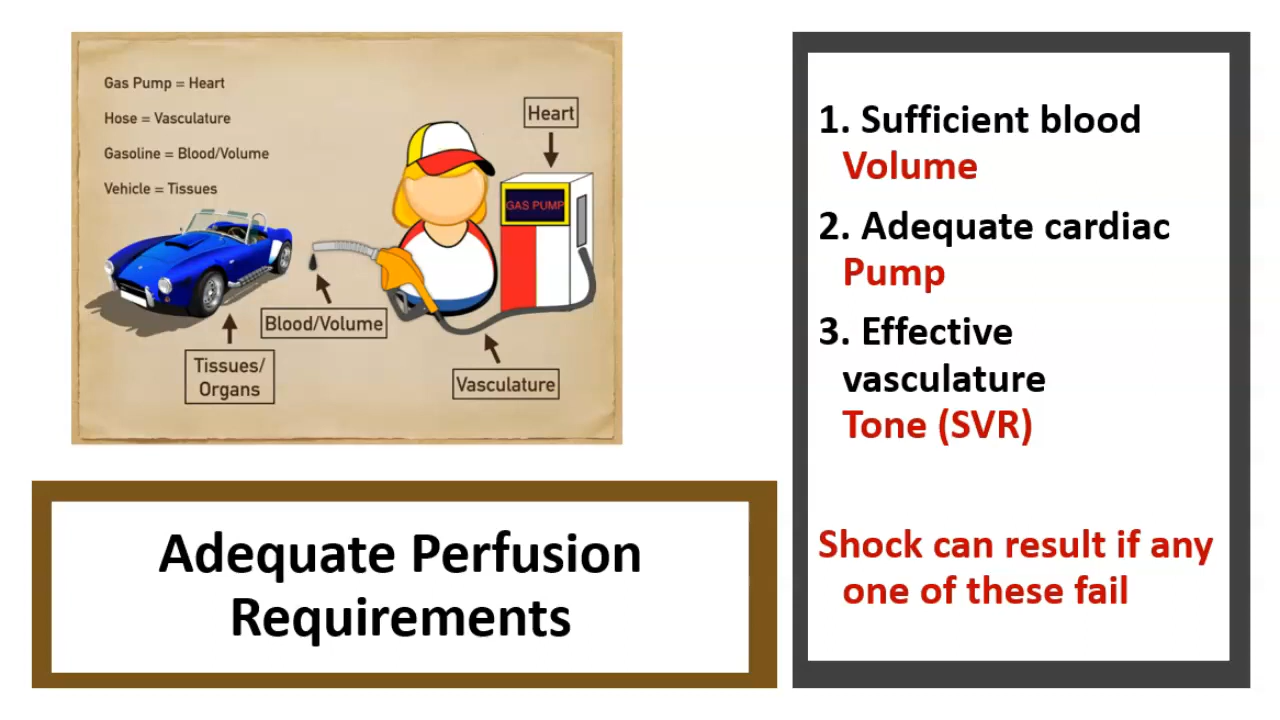 Gas Pump = Heart
Hose = Vasculature
Gasoline = Blood/Volume
Vehicle = Tissues
Heart
GAS PUMP
Blood/Volume
Tissues/
Organs
Vasculature
Adequate Perfusion
Requirements
1. Sufficient blood
Volume
2. Adequate cardiac
Pump
3. Effective
vasculature
Tone (SVR)
Shock can result if any
one of these fail